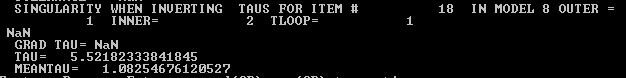 SINGULARITY WHEN INVERTING TAUS FOR ITEM # 18 IN MODEL 8 OUTER =
1 INNER= 2 TLOOP= 1
NaN
GRAD TAU= NaN
TAU= 5.52182333841845
MEANTAU= 1.08254676120527